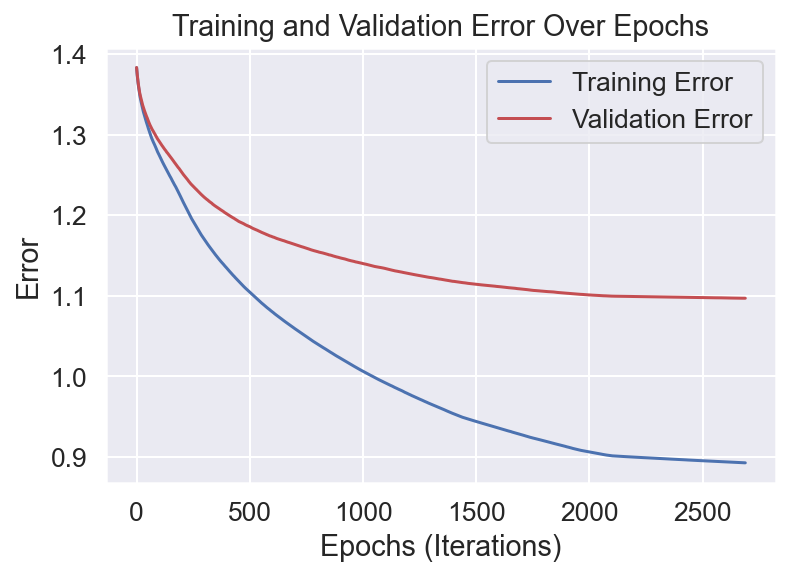 Training and Validation Error Over Epochs
Training Error
Validation Error
Error
1.4
1.3
1.2
1.1
1.0
0.9
0
500
1000
1500
2000
2500
Epochs (Iterations)